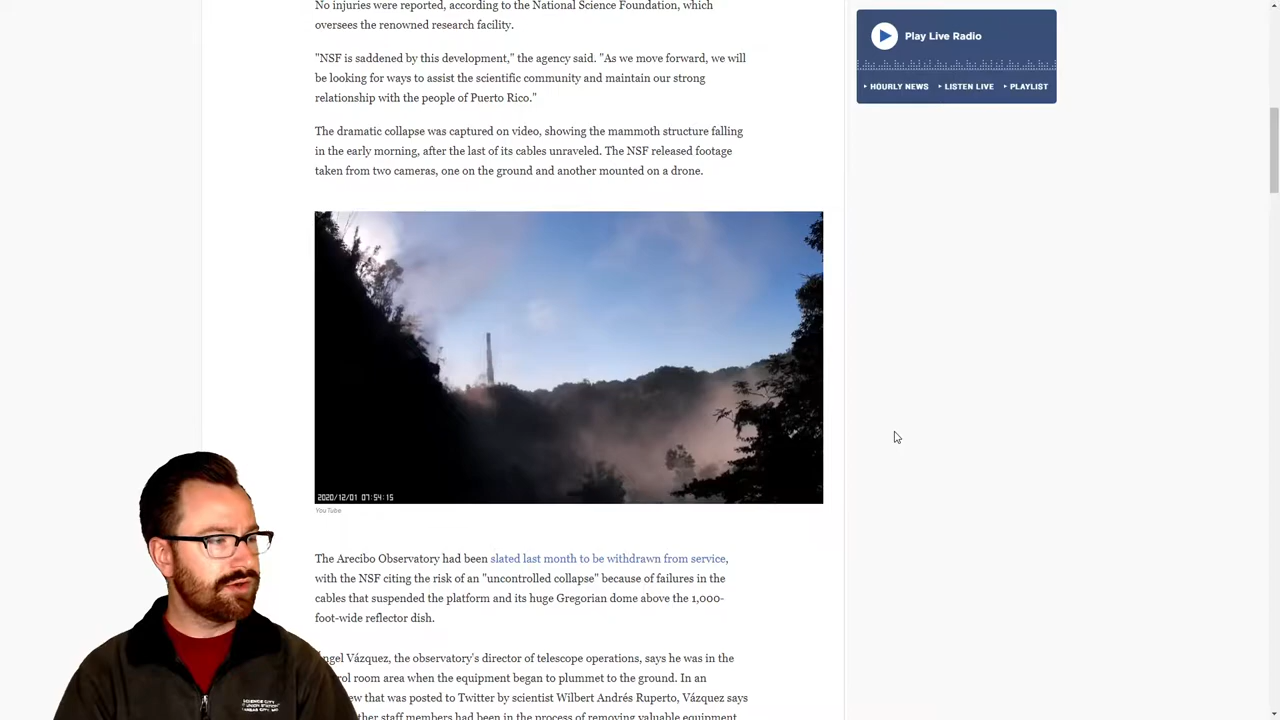 No injuries were reported, according to the National Science Foundation, which
oversees the renowned research facility.
"NSF is saddened by this development," the agency said. "As we move forward, we will
be looking for ways to assist the scientific community and maintain our strong
relationship with the people of Puerto Rico."
The dramatic collapse was captured on video, showing the mammoth structure falling
in the early morning, after the last of its cables unraveled. The NSF released footage
taken from two cameras, one on the ground and another mounted on a drone.
2020/12/01 07:54:15
YouTube
The Arecibo Observatory had been slated last month to be withdrawn from service,
with the NSF citing the risk of an "uncontrolled collapse" because of failures in the
cables that suspended the platform and its huge Gregorian dome above the 1,000-
foot-wide reflector dish.
Ángel Vázquez, the observatory's director of telescope operations, says he was in the
room area when the equipment began to plummet to the ground. In an
that was posted to Twitter by scientist Wilbert Andrés Ruperto, Vázquez says
staff members had been in the process of removing valuable equipment
Play Live Radio
HOURLY NEWS LISTEN LIVE PLAYLIST
SCIENCE CITY
UNION STATION
KANSAS CITY, MO